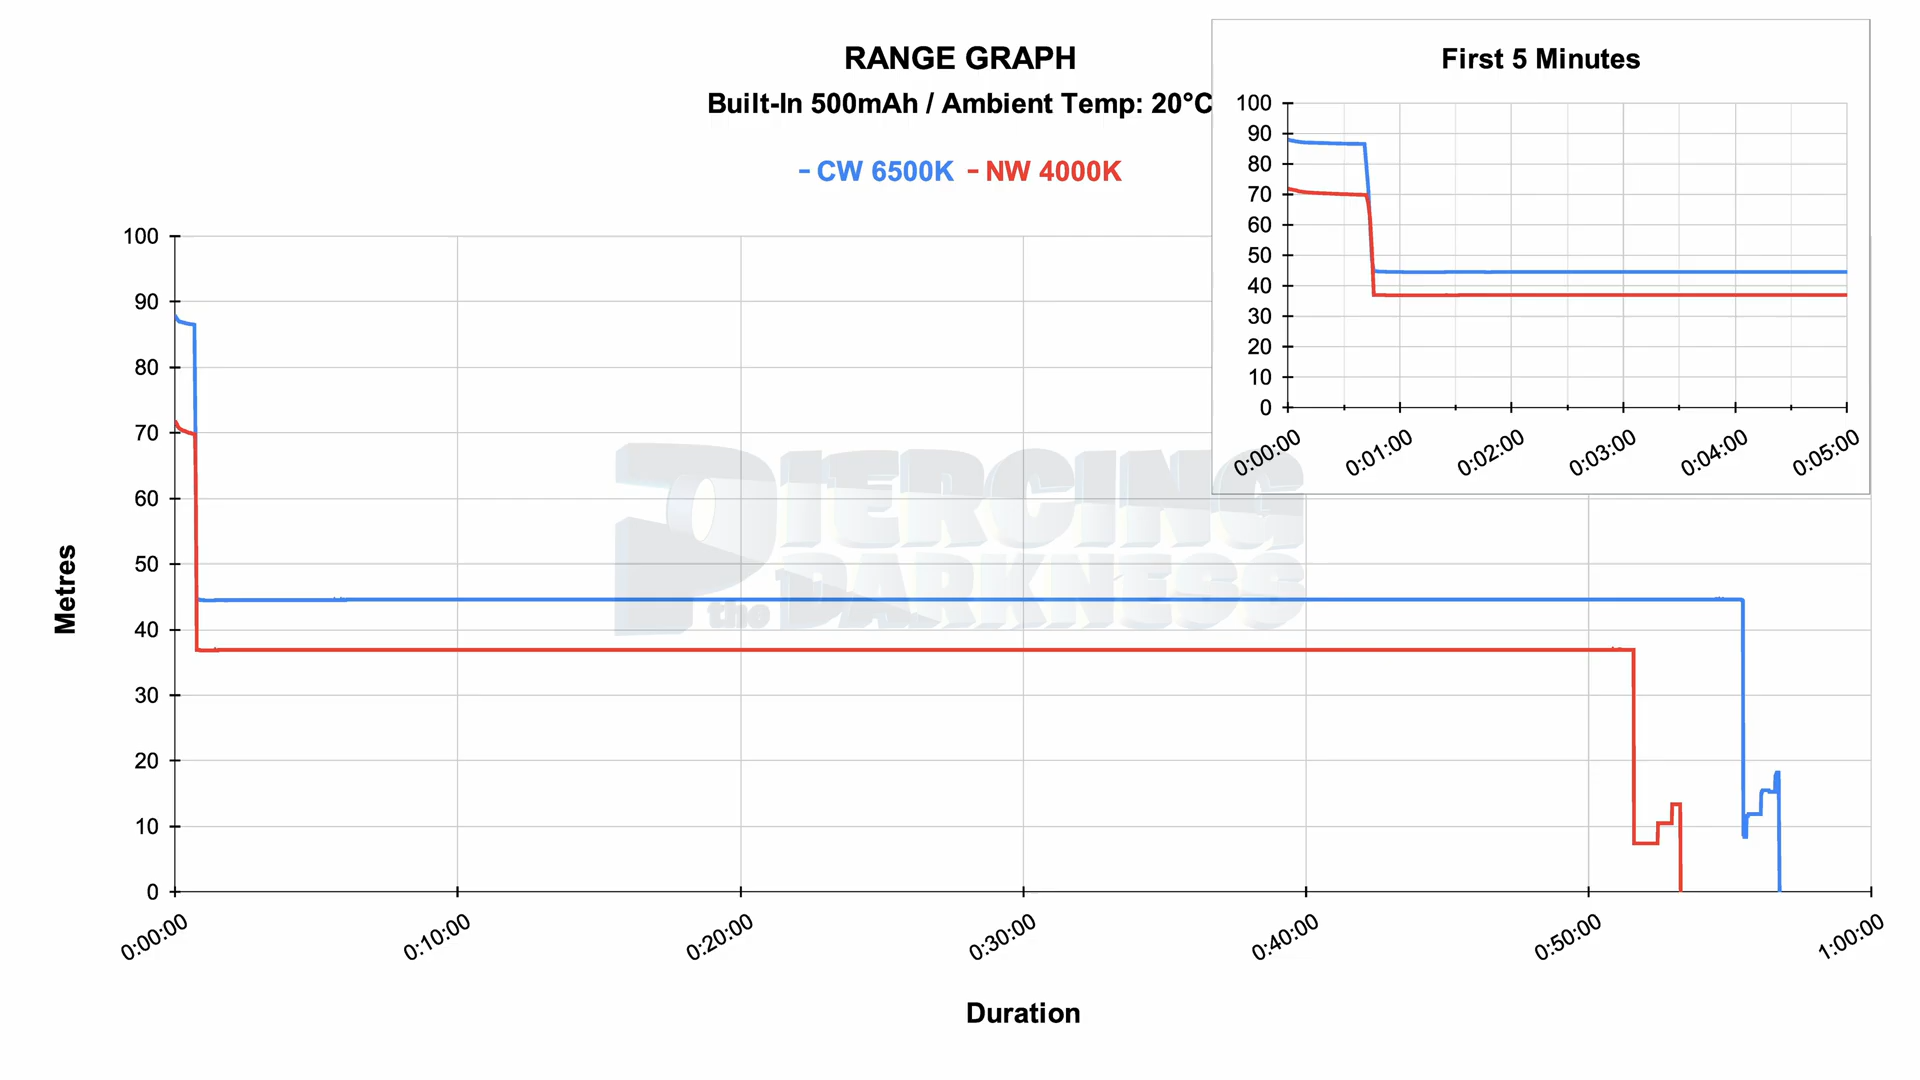 RANGE GRAPH
Built-In 500mAh / Ambient Temp: 20°C
- CW 6500K - NW 4000K
First 5 Minutes
100
90
80
70
60
50
40
30
20
10
0
0:00:00 0:01:00 0:02:00 0:03:00 0:04:00 0:05:00
Metres
100
90
80
70
60
50
40
30
20
10
0
0:00:00 0:10:00 0:20:00 0:30:00 0:40:00 0:50:00 1:00:00
Duration
PIERCING
the DARKNESS